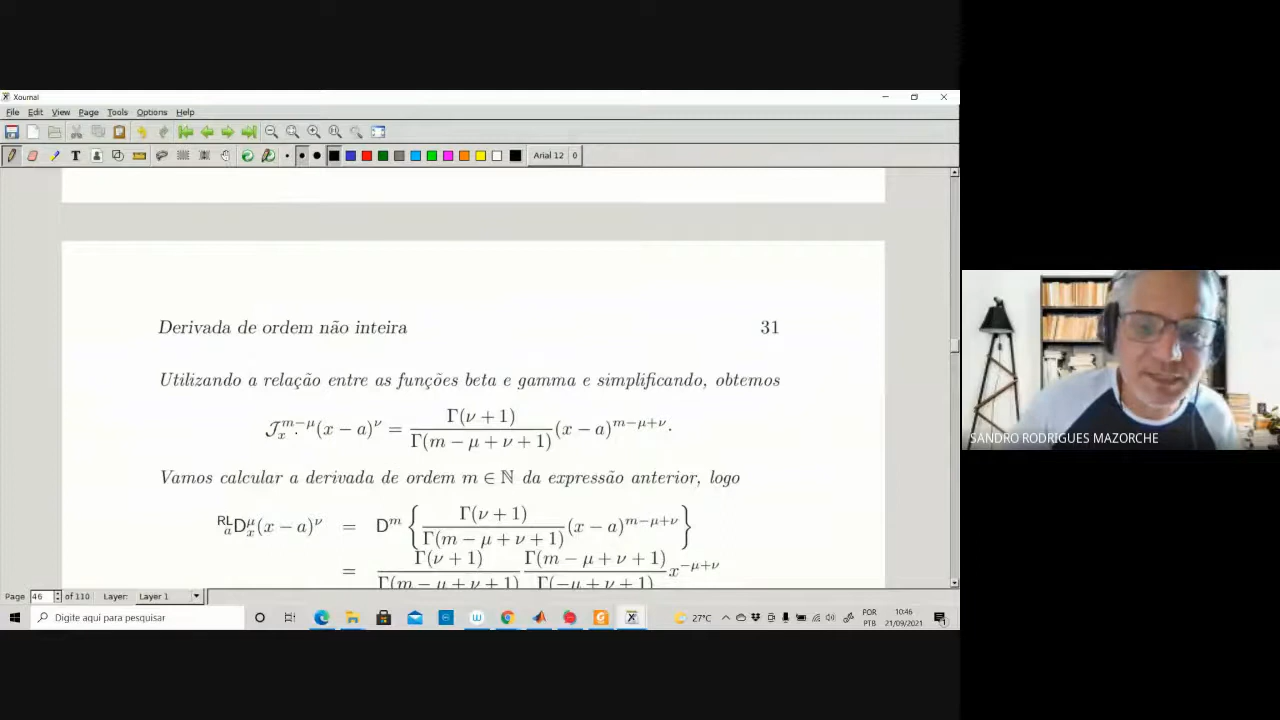 Xournal
File Edit View Page Tools Options Help
Arial 12 0
Derivada de ordem não inteira 31
Utilizando a relação entre as funções beta e gamma e simplificando, obtemos
𝒥ₓ^{m−μ}(x − a)^ν = Γ(ν + 1) / Γ(m − μ + ν + 1) (x − a)^{m−μ+ν}·
Vamos calcular a derivada de ordem m ∈ ℕ da expressão anterior, logo
^{RL}_a D^μ_x (x − a)^ν = D^m { Γ(ν + 1) / Γ(m − μ + ν + 1) (x − a)^{m−μ+ν} }
= Γ(ν + 1) / Γ(m − μ + ν + 1) Γ(m − μ + ν + 1) / Γ(−μ + ν + 1) x^{−μ+ν}
SANDRO RODRIGUES MAZORCHE
Page 46 of 110 Layer: Layer 1
Digite aqui para pesquisar
27°C
POR
PTB
10:46
21/09/2021